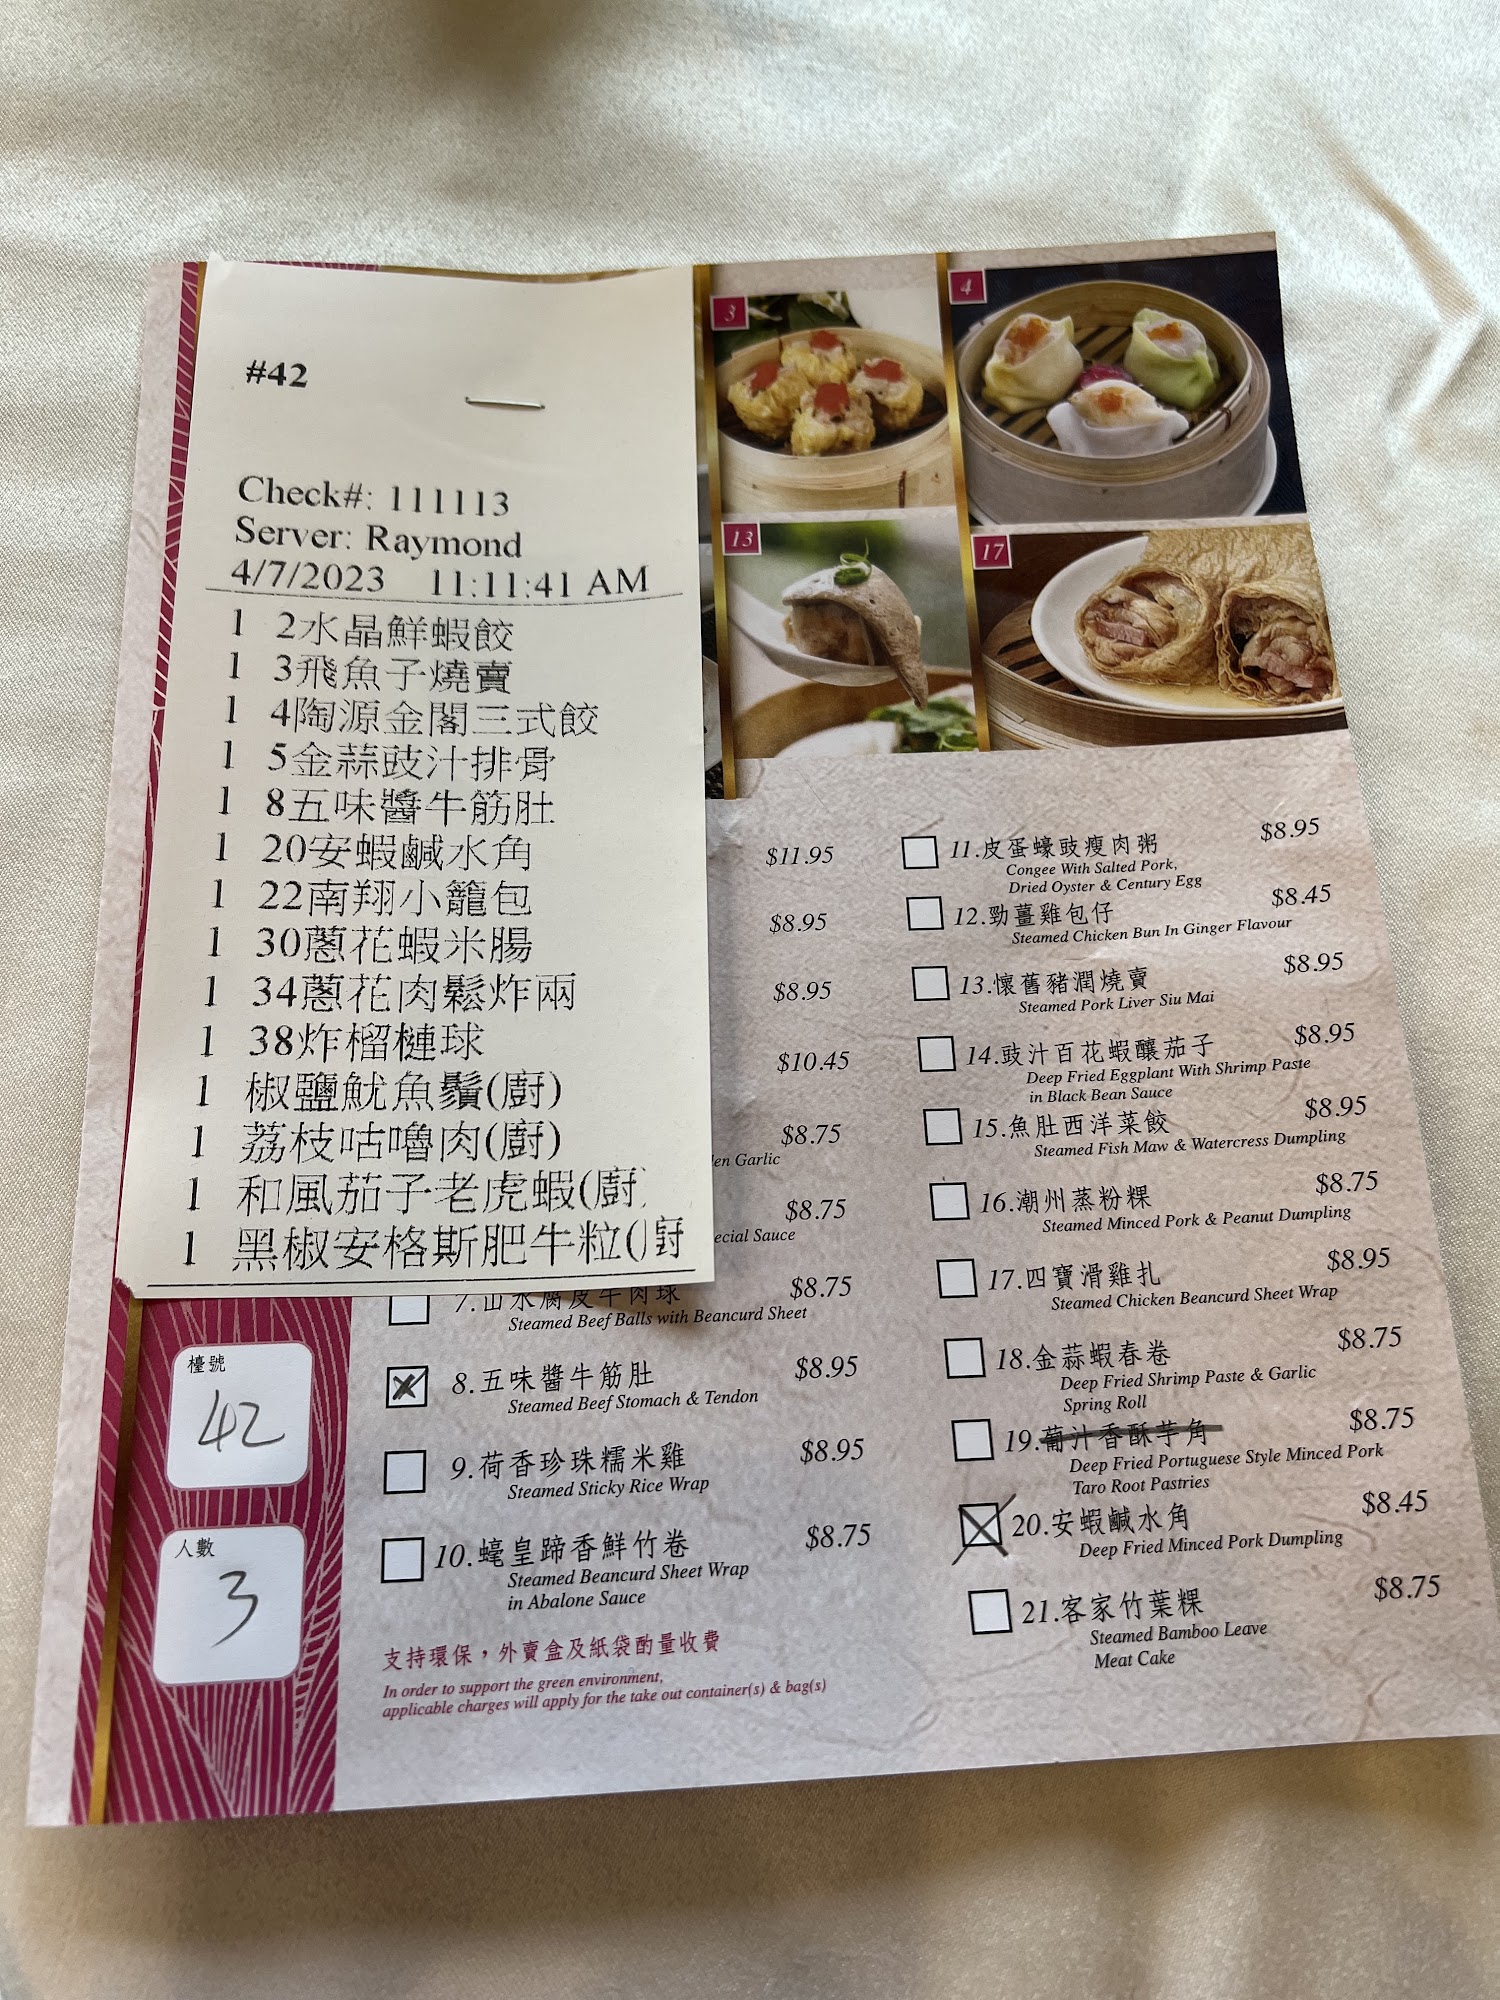 #42
Check#: 111113
Server: Raymond
4/7/2023 11:11:41 AM
1 2水晶鮮蝦餃
1 3飛魚子燒賣
1 4陶源金閣三式餃
1 5金蒜豉汁排骨
1 8五味醬牛筋肚
1 20安蝦鹹水角
1 22南翔小籠包
1 30蔥花蝦米腸
1 34蔥花肉鬆炸兩
1 38炸榴槤球
1 椒鹽魷魚鬚(廚)
1 荔枝咕嚕肉(廚)
1 和風茄子老虎蝦(廚
1 黑椒安格斯肥牛粒(廚
3
4
13
17
$11.95
$8.95
$8.95
$10.45
$8.75
en Garlic
$8.75
ecial Sauce
7.山水腐皮牛肉球 $8.75
Steamed Beef Balls with Beancurd Sheet
8.五味醬牛筋肚 $8.95
Steamed Beef Stomach & Tendon
9.荷香珍珠糯米雞 $8.95
Steamed Sticky Rice Wrap
10.蠔皇蹄香鮮竹卷 $8.75
Steamed Beancurd Sheet Wrap
in Abalone Sauce
支持環保，外賣盒及紙袋酌量收費
In order to support the green environment,
applicable charges will apply for the take out container(s) & bag(s)
檯號
42
人數
3
11.皮蛋蠔豉瘦肉粥 $8.95
Congee With Salted Pork,
Dried Oyster & Century Egg
12.勁薑雞包仔 $8.45
Steamed Chicken Bun In Ginger Flavour
13.懷舊豬潤燒賣 $8.95
Steamed Pork Liver Siu Mai
14.豉汁百花蝦釀茄子 $8.95
Deep Fried Eggplant With Shrimp Paste
in Black Bean Sauce
15.魚肚西洋菜餃 $8.95
Steamed Fish Maw & Watercress Dumpling
16.潮州蒸粉粿 $8.75
Steamed Minced Pork & Peanut Dumpling
17.四寶滑雞扎 $8.95
Steamed Chicken Beancurd Sheet Wrap
18.金蒜蝦春卷 $8.75
Deep Fried Shrimp Paste & Garlic
Spring Roll
19.葡汁香酥芋角 $8.75
Deep Fried Portuguese Style Minced Pork
Taro Root Pastries
20.安蝦鹹水角 $8.45
Deep Fried Minced Pork Dumpling
21.客家竹葉粿 $8.75
Steamed Bamboo Leave
Meat Cake